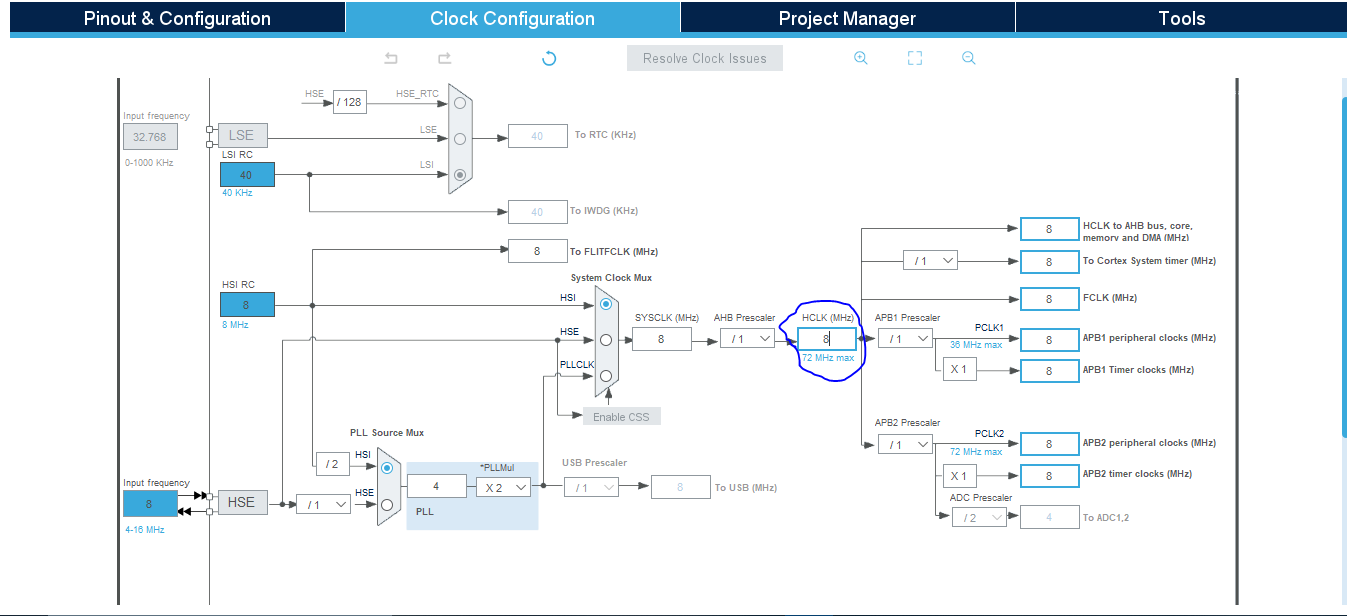 Pinout & Configuration
Clock Configuration
Project Manager
Tools
Resolve Clock Issues
Input frequency
32.768
0-1000 KHz
LSE
LSI RC
40
40 KHz
HSE
/ 128
HSE_RTC
LSE
LSI
40
To RTC (KHz)
40
To IWDG (KHz)
8
To FLITFCLK (MHz)
HSI RC
8
8 MHz
System Clock Mux
HSI
HSE
PLLCLK
Enable CSS
SYSCLK (MHz)
8
AHB Prescaler
/ 1
HCLK (MHz)
8
72 MHz max
APB1 Prescaler
/ 1
PCLK1
36 MHz max
X 1
8
HCLK to AHB bus, core,
memory and DMA (MHz)
/ 1
8
To Cortex System timer (MHz)
8
FCLK (MHz)
8
APB1 peripheral clocks (MHz)
8
APB1 Timer clocks (MHz)
APB2 Prescaler
/ 1
PCLK2
72 MHz max
8
APB2 peripheral clocks (MHz)
X 1
8
APB2 timer clocks (MHz)
ADC Prescaler
/ 2
4
To ADC1,2
PLL Source Mux
/ 2
HSI
HSE
Input frequency
8
4-16 MHz
HSE
/ 1
4
*PLLMul
X 2
PLL
USB Prescaler
/ 1
8
To USB (MHz)